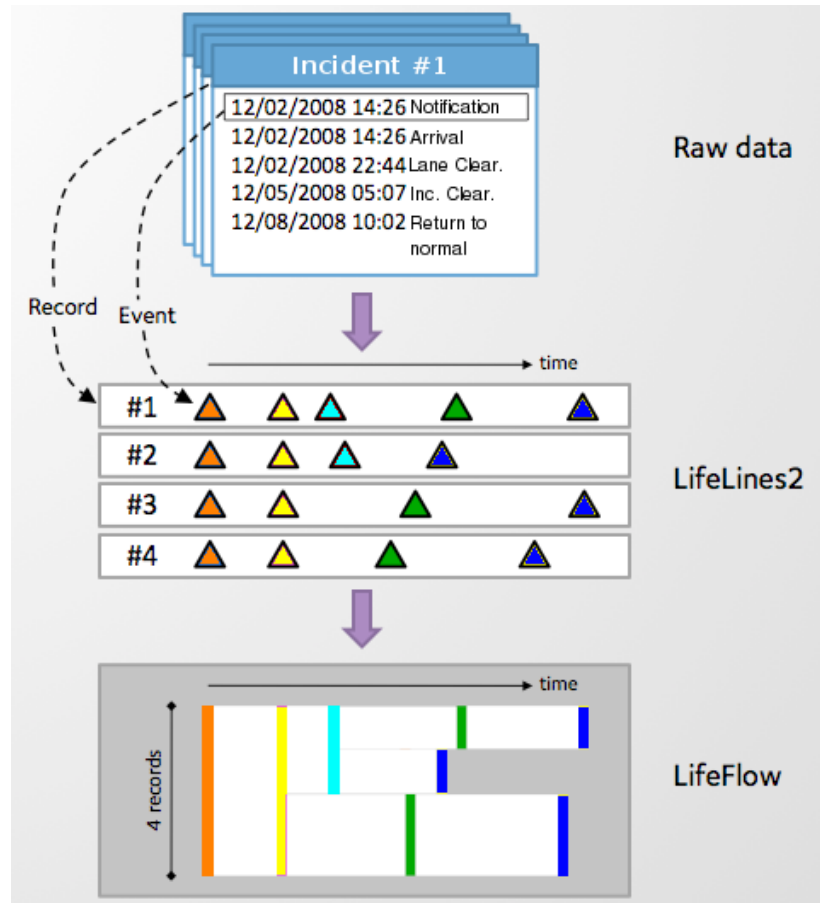 Incident #1
12/02/2008 14:26 Notification
12/02/2008 14:26 Arrival
12/02/2008 22:44 Lane Clear.
12/05/2008 05:07 Inc. Clear.
12/08/2008 10:02 Return to
normal
Raw data
Record
Event
time
#1
#2
#3
#4
LifeLines2
time
4 records
LifeFlow